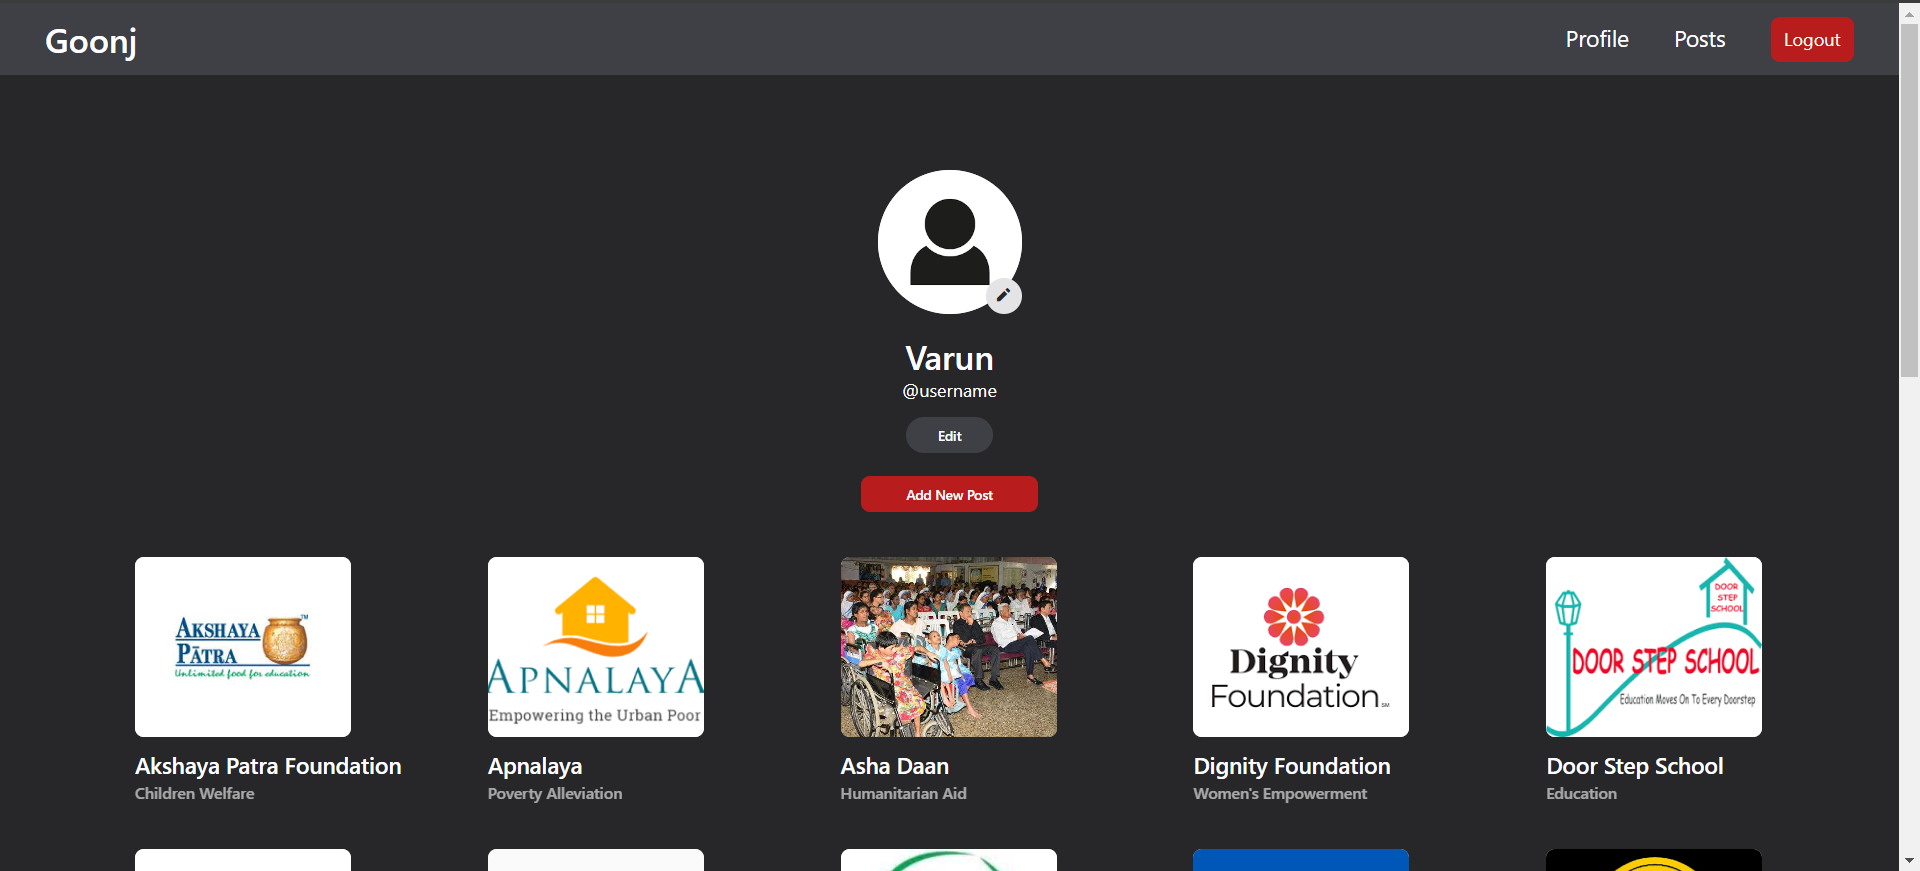 Goonj
Profile
Posts
Logout
Varun
@username
Edit
Add New Post
AKSHAYA
PĀTRA
TM
Unlimited food for education
APNALAYA
Empowering the Urban Poor
Dignity
Foundation
SM
DOOR
STEP
SCHOOL
DOOR STEP SCHOOL
Education Moves On To Every Doorstep
Akshaya Patra Foundation
Children Welfare
Apnalaya
Poverty Alleviation
Asha Daan
Humanitarian Aid
Dignity Foundation
Women's Empowerment
Door Step School
Education